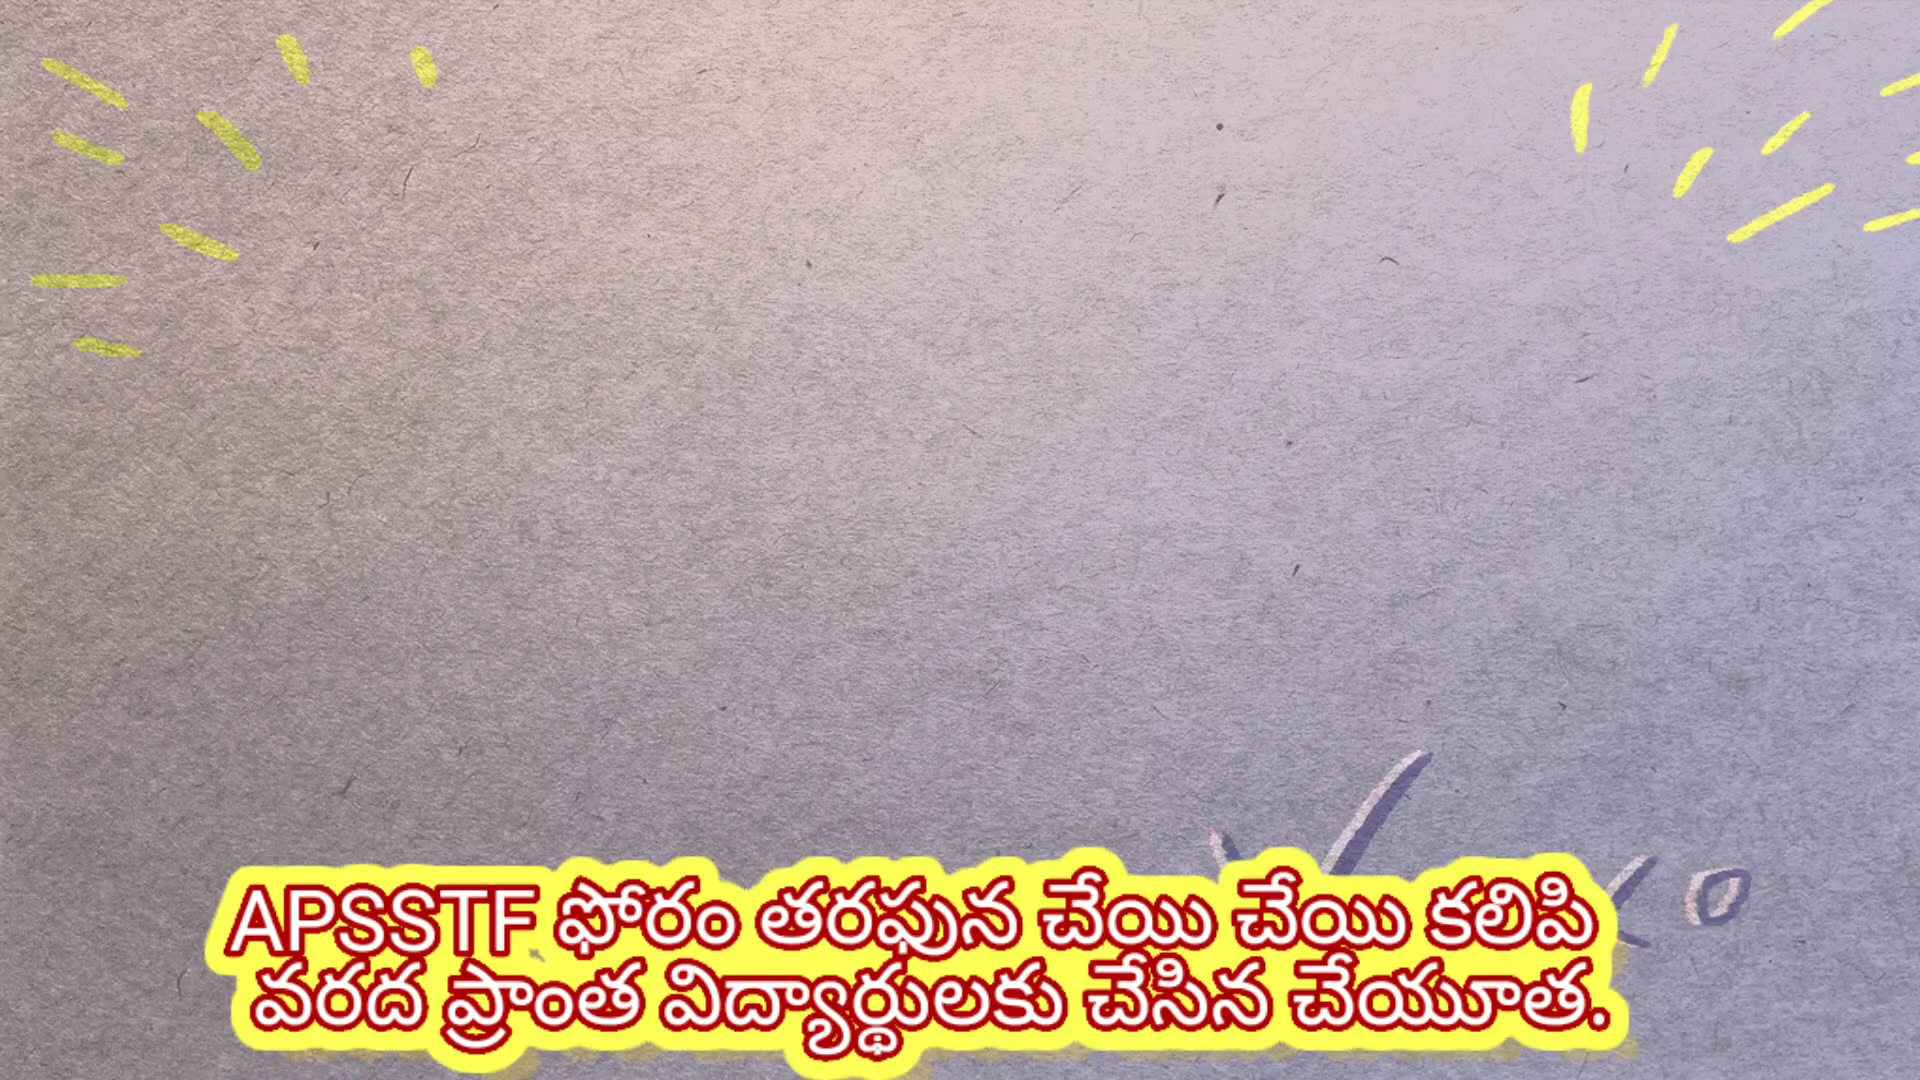 APSSTF ఫోరం తరఫున చేయి చేయి కలిపి
వరద ప్రాంత విద్యార్థులకు చేసిన చేయూత.